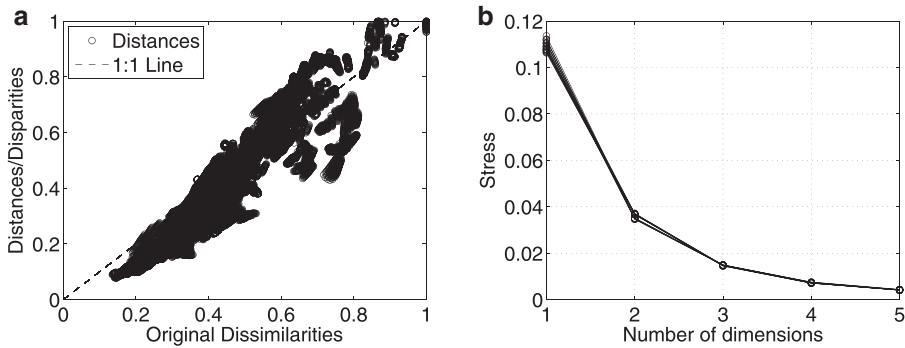 a
Distances/Disparities
1
0.8
0.6
0.4
0.2
0
Distances
1:1 Line
0 0.2 0.4 0.6 0.8 1
Original Dissimilarities
b
Stress
0.12
0.1
0.08
0.06
0.04
0.02
0
1 2 3 4 5
Number of dimensions